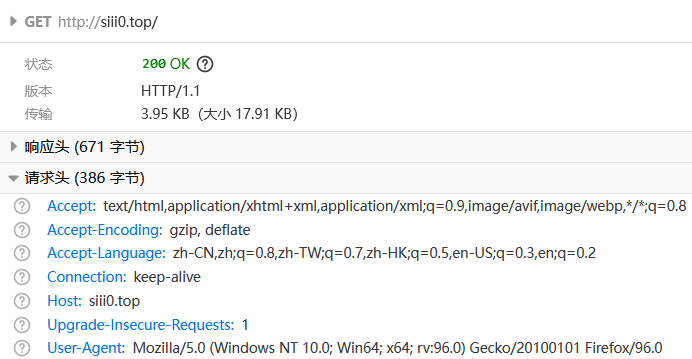 GET http://siii0.top/
状态 200 OK
版本 HTTP/1.1
传输 3.95 KB（大小 17.91 KB）
响应头 (671 字节)
请求头 (386 字节)
Accept: text/html,application/xhtml+xml,application/xml;q=0.9,image/avif,image/webp,*/*;q=0.8
Accept-Encoding: gzip, deflate
Accept-Language: zh-CN,zh;q=0.8,zh-TW;q=0.7,zh-HK;q=0.5,en-US;q=0.3,en;q=0.2
Connection: keep-alive
Host: siii0.top
Upgrade-Insecure-Requests: 1
User-Agent: Mozilla/5.0 (Windows NT 10.0; Win64; x64; rv:96.0) Gecko/20100101 Firefox/96.0